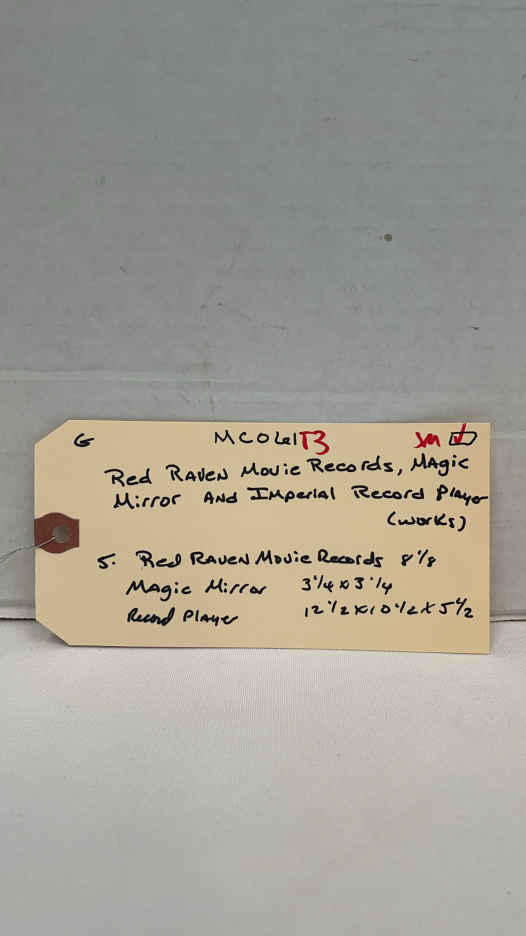 G MCO61T3 SM
Red Raven Movie Records, Magic
Mirror and Imperial Record Player
(works)
5. Red Raven Movie Records 8 1/8
Magic Mirror 3 1/4 x 3 1/4
Record Player 12 1/2 x 10 1/2 x 5 1/2